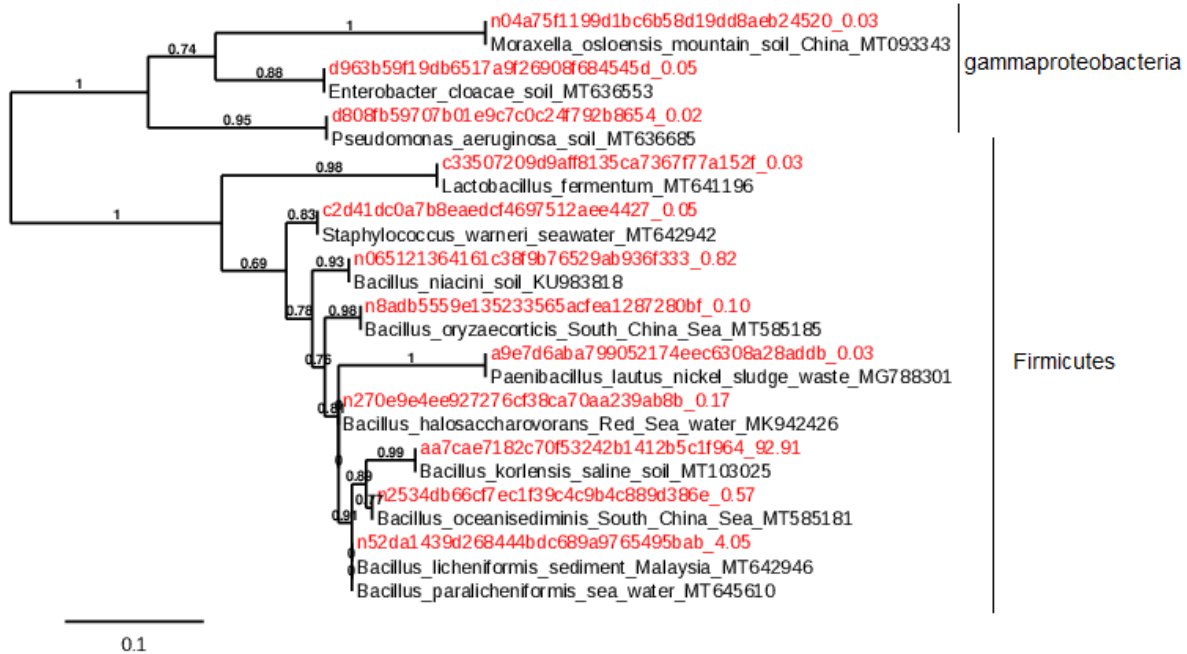 n04a75f1199d1bc6b58d19dd8aeb24520_0.03
1
Moraxella_osloensis_mountain_soil_China_MT093343
0.74
gammaproteobacteria
d963b59f19db6517a9f26908f684545d_0.05
0.88
1
Enterobacter_cloacae_soil_MT636553
d808fb59707b01e9c7c0c24f792b8654_0.02
0.95
Pseudomonas_aeruginosa_soil_MT636685
c33507209d9aff8135ca7367f77a152f_0.03
0.98
Lactobacillus_fermentum_MT641196
c2d41dc0a7b8eaedcf4697512aee4427_0.05
1
0.83
Staphylococcus_warneri_seawater_MT642942
n065121364161c38f9b76529ab936f333_0.82
0.69
0.93
Bacillus_niacini_soil_KU983818
n8adb5559e135233565acfea1287280bf_0.10
0.78
0.98
Bacillus_oryzaecorticis_South_China_Sea_MT585185
a9e7d6aba799052174eec6308a28addb_0.03
1
Firmicutes
Paenibacillus_lautus_nickel_sludge_waste_MG788301
n270e9e4ee927276cf38ca70aa239ab8b_0.17
Bacillus_halosaccharovorans_Red_Sea_water_MK942426
aa7cae7182c70f53242b1412b5c1f964_92.91
0.99
Bacillus_korlensis_saline_soil_MT103025
0.89
n2534db66cf7ec1f39c4c9b4c889d386e_0.57
0.91
Bacillus_oceanisediminis_South_China_Sea_MT585181
n52da1439d268444bdc689a9765495bab_4.05
Bacillus_licheniformis_sediment_Malaysia_MT642946
Bacillus_paralicheniformis_sea_water_MT645610
0.1